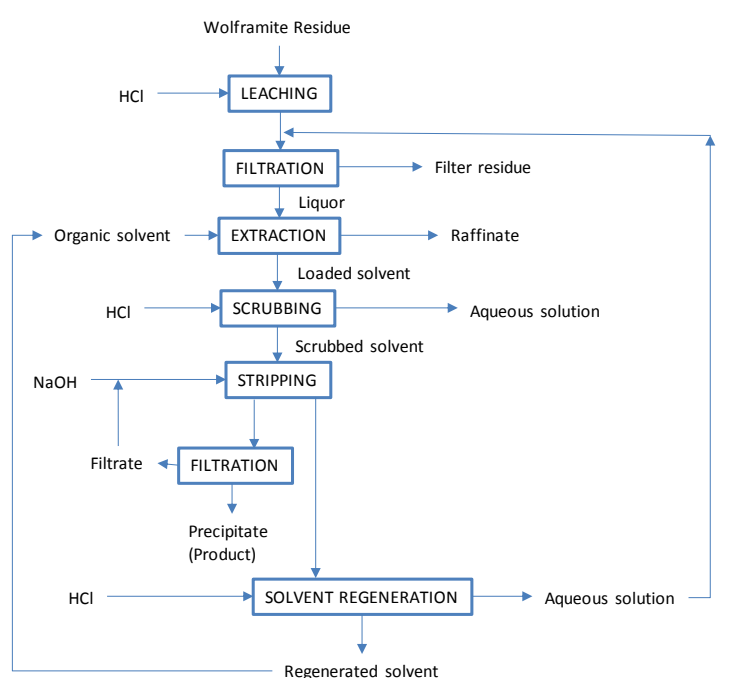 Wolframite Residue
HCl
LEACHING
FILTRATION
Filter residue
Liquor
Organic solvent
EXTRACTION
Raffinate
Loaded solvent
HCl
SCRUBBING
Aqueous solution
Scrubbed solvent
NaOH
STRIPPING
Filtrate
FILTRATION
Precipitate
(Product)
HCl
SOLVENT REGENERATION
Aqueous solution
Regenerated solvent